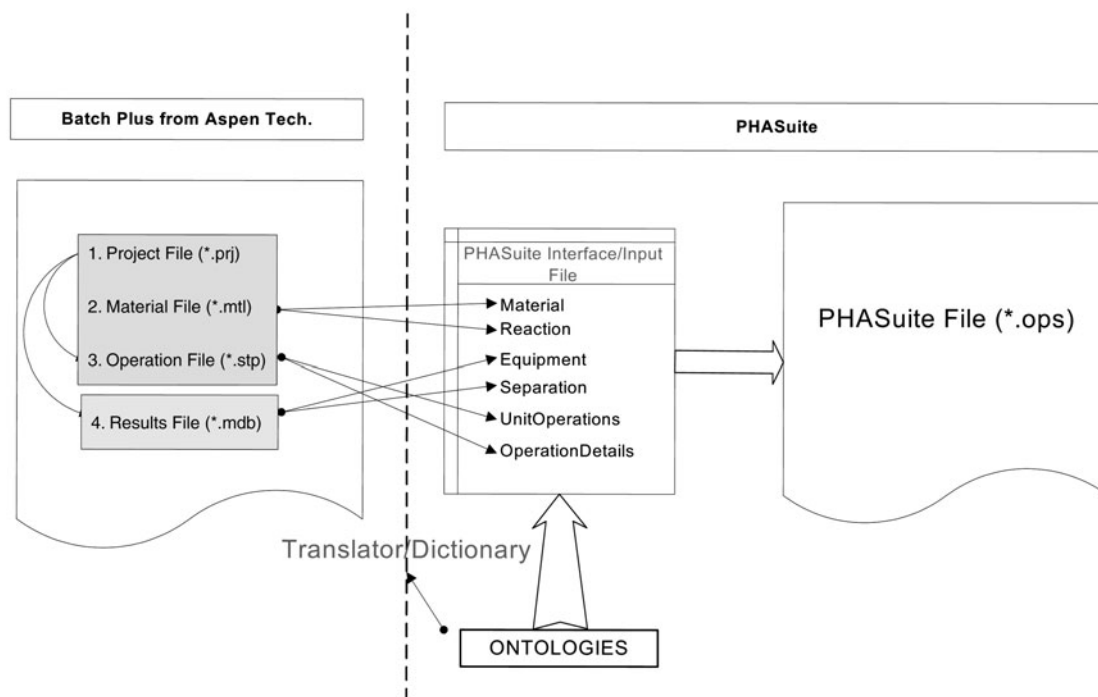 Batch Plus from Aspen Tech.
PHASuite
1. Project File (*.prj)
2. Material File (*.mtl)
3. Operation File (*.stp)
4. Results File (*.mdb)
PHASuite Interface/Input
File
Material
Reaction
Equipment
Separation
UnitOperations
OperationDetails
PHASuite File (*.ops)
Translator/Dictionary
ONTOLOGIES